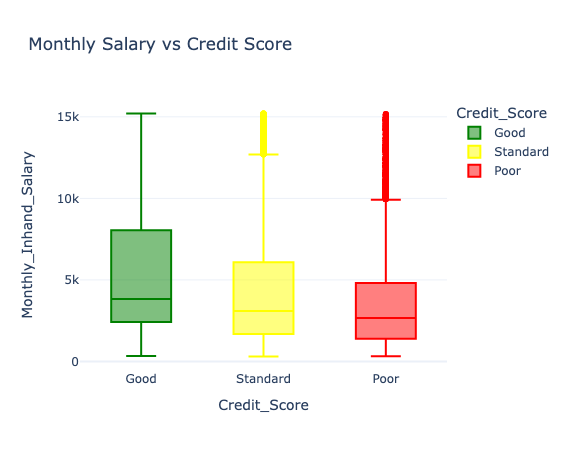 Monthly Salary vs Credit Score
Credit_Score
Good
Standard
Poor
Monthly_Inhand_Salary
15k
10k
5k
0
Good Standard Poor
Credit_Score